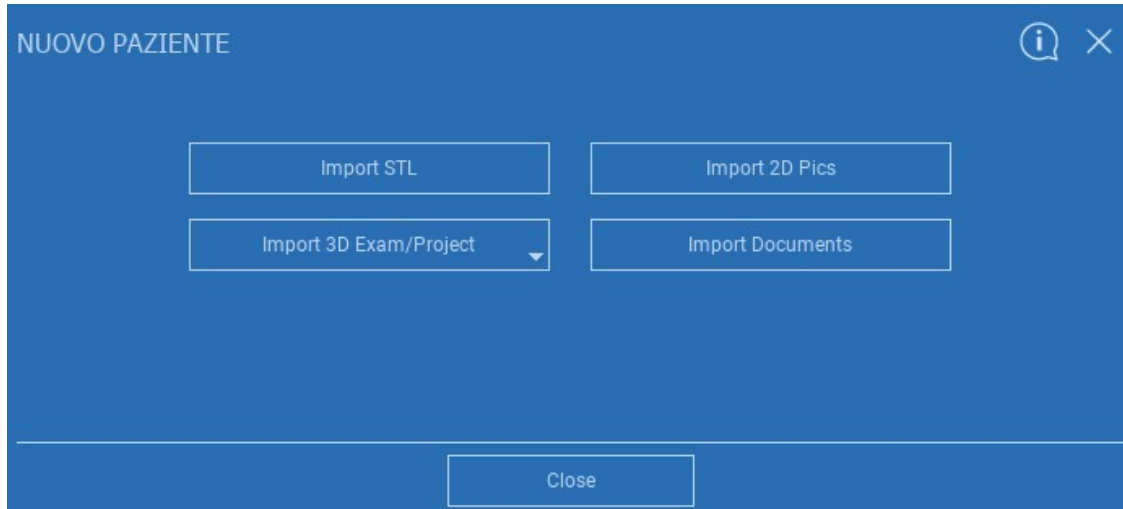 NUOVO PAZIENTE
Import STL
Import 2D Pics
Import 3D Exam/Project
Import Documents
Close